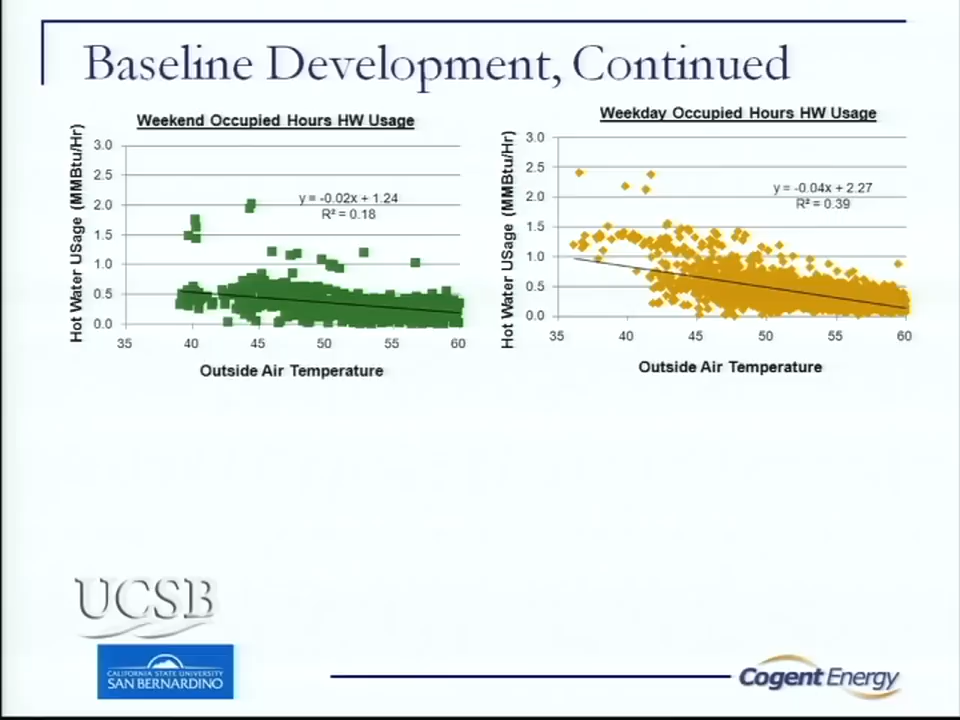 Baseline Development, Continued
Weekend Occupied Hours HW Usage
Hot Water USage (MMBtu/Hr)
3.0
2.5
2.0
1.5
1.0
0.5
0.0
y = -0.02x + 1.24
R² = 0.18
35 40 45 50 55 60
Outside Air Temperature
Weekday Occupied Hours HW Usage
Hot Water USage (MMBtu/Hr)
3.0
2.5
2.0
1.5
1.0
0.5
0.0
y = -0.04x + 2.27
R² = 0.39
35 40 45 50 55 60
Outside Air Temperature
UCSB
CALIFORNIA STATE UNIVERSITY
SAN BERNARDINO
Cogent Energy